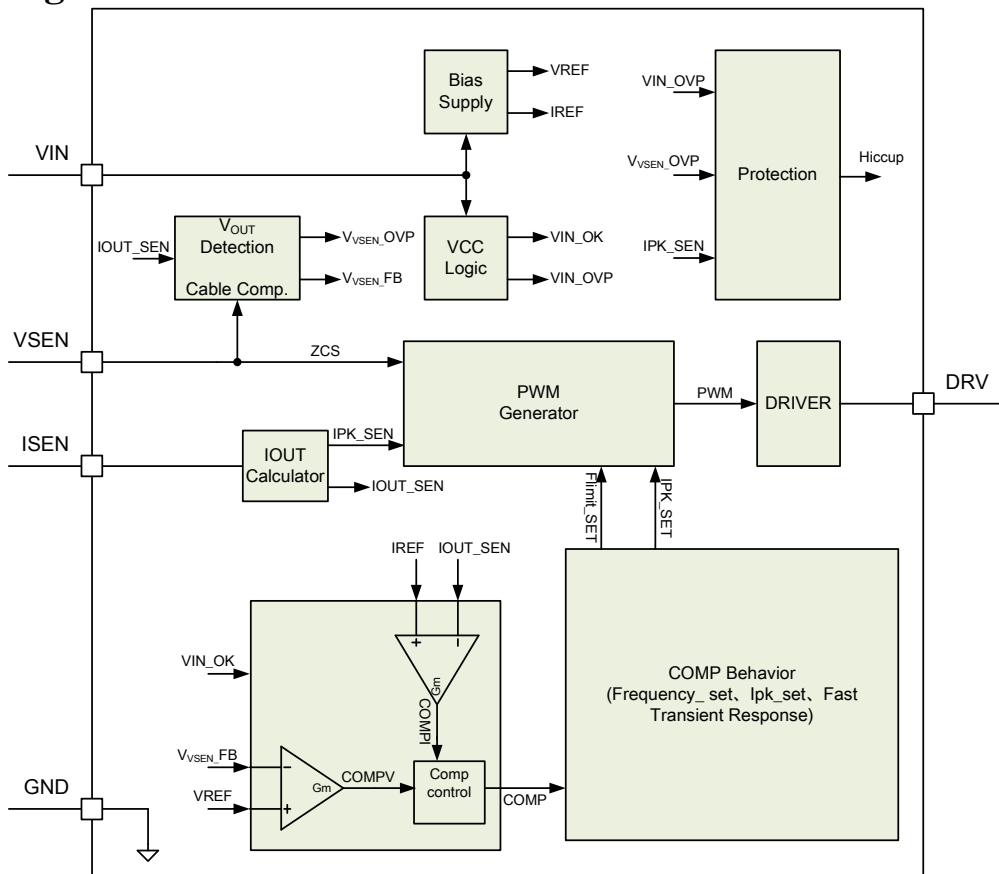 VIN
VSEN
ISEN
GND
DRV
Bias
Supply
VREF
IREF
VCC
Logic
VIN_OK
VIN_OVP
VIN_OVP
VVSEN_OVP
IPK_SEN
Protection
Hiccup
IOUT_SEN
VOUT
Detection
Cable Comp.
VVSEN_OVP
VVSEN_FB
ZCS
PWM
Generator
PWM
DRIVER
IOUT
Calculator
IPK_SEN
IOUT_SEN
Flimit_SET
IPK_SET
IREF
IOUT_SEN
+
−
Gm
COMPI
VIN_OK
VVSEN_FB
VREF
−
+
Gm
COMPV
Comp
control
COMP
COMP Behavior
(Frequency_ set、Ipk_set、Fast
Transient Response)